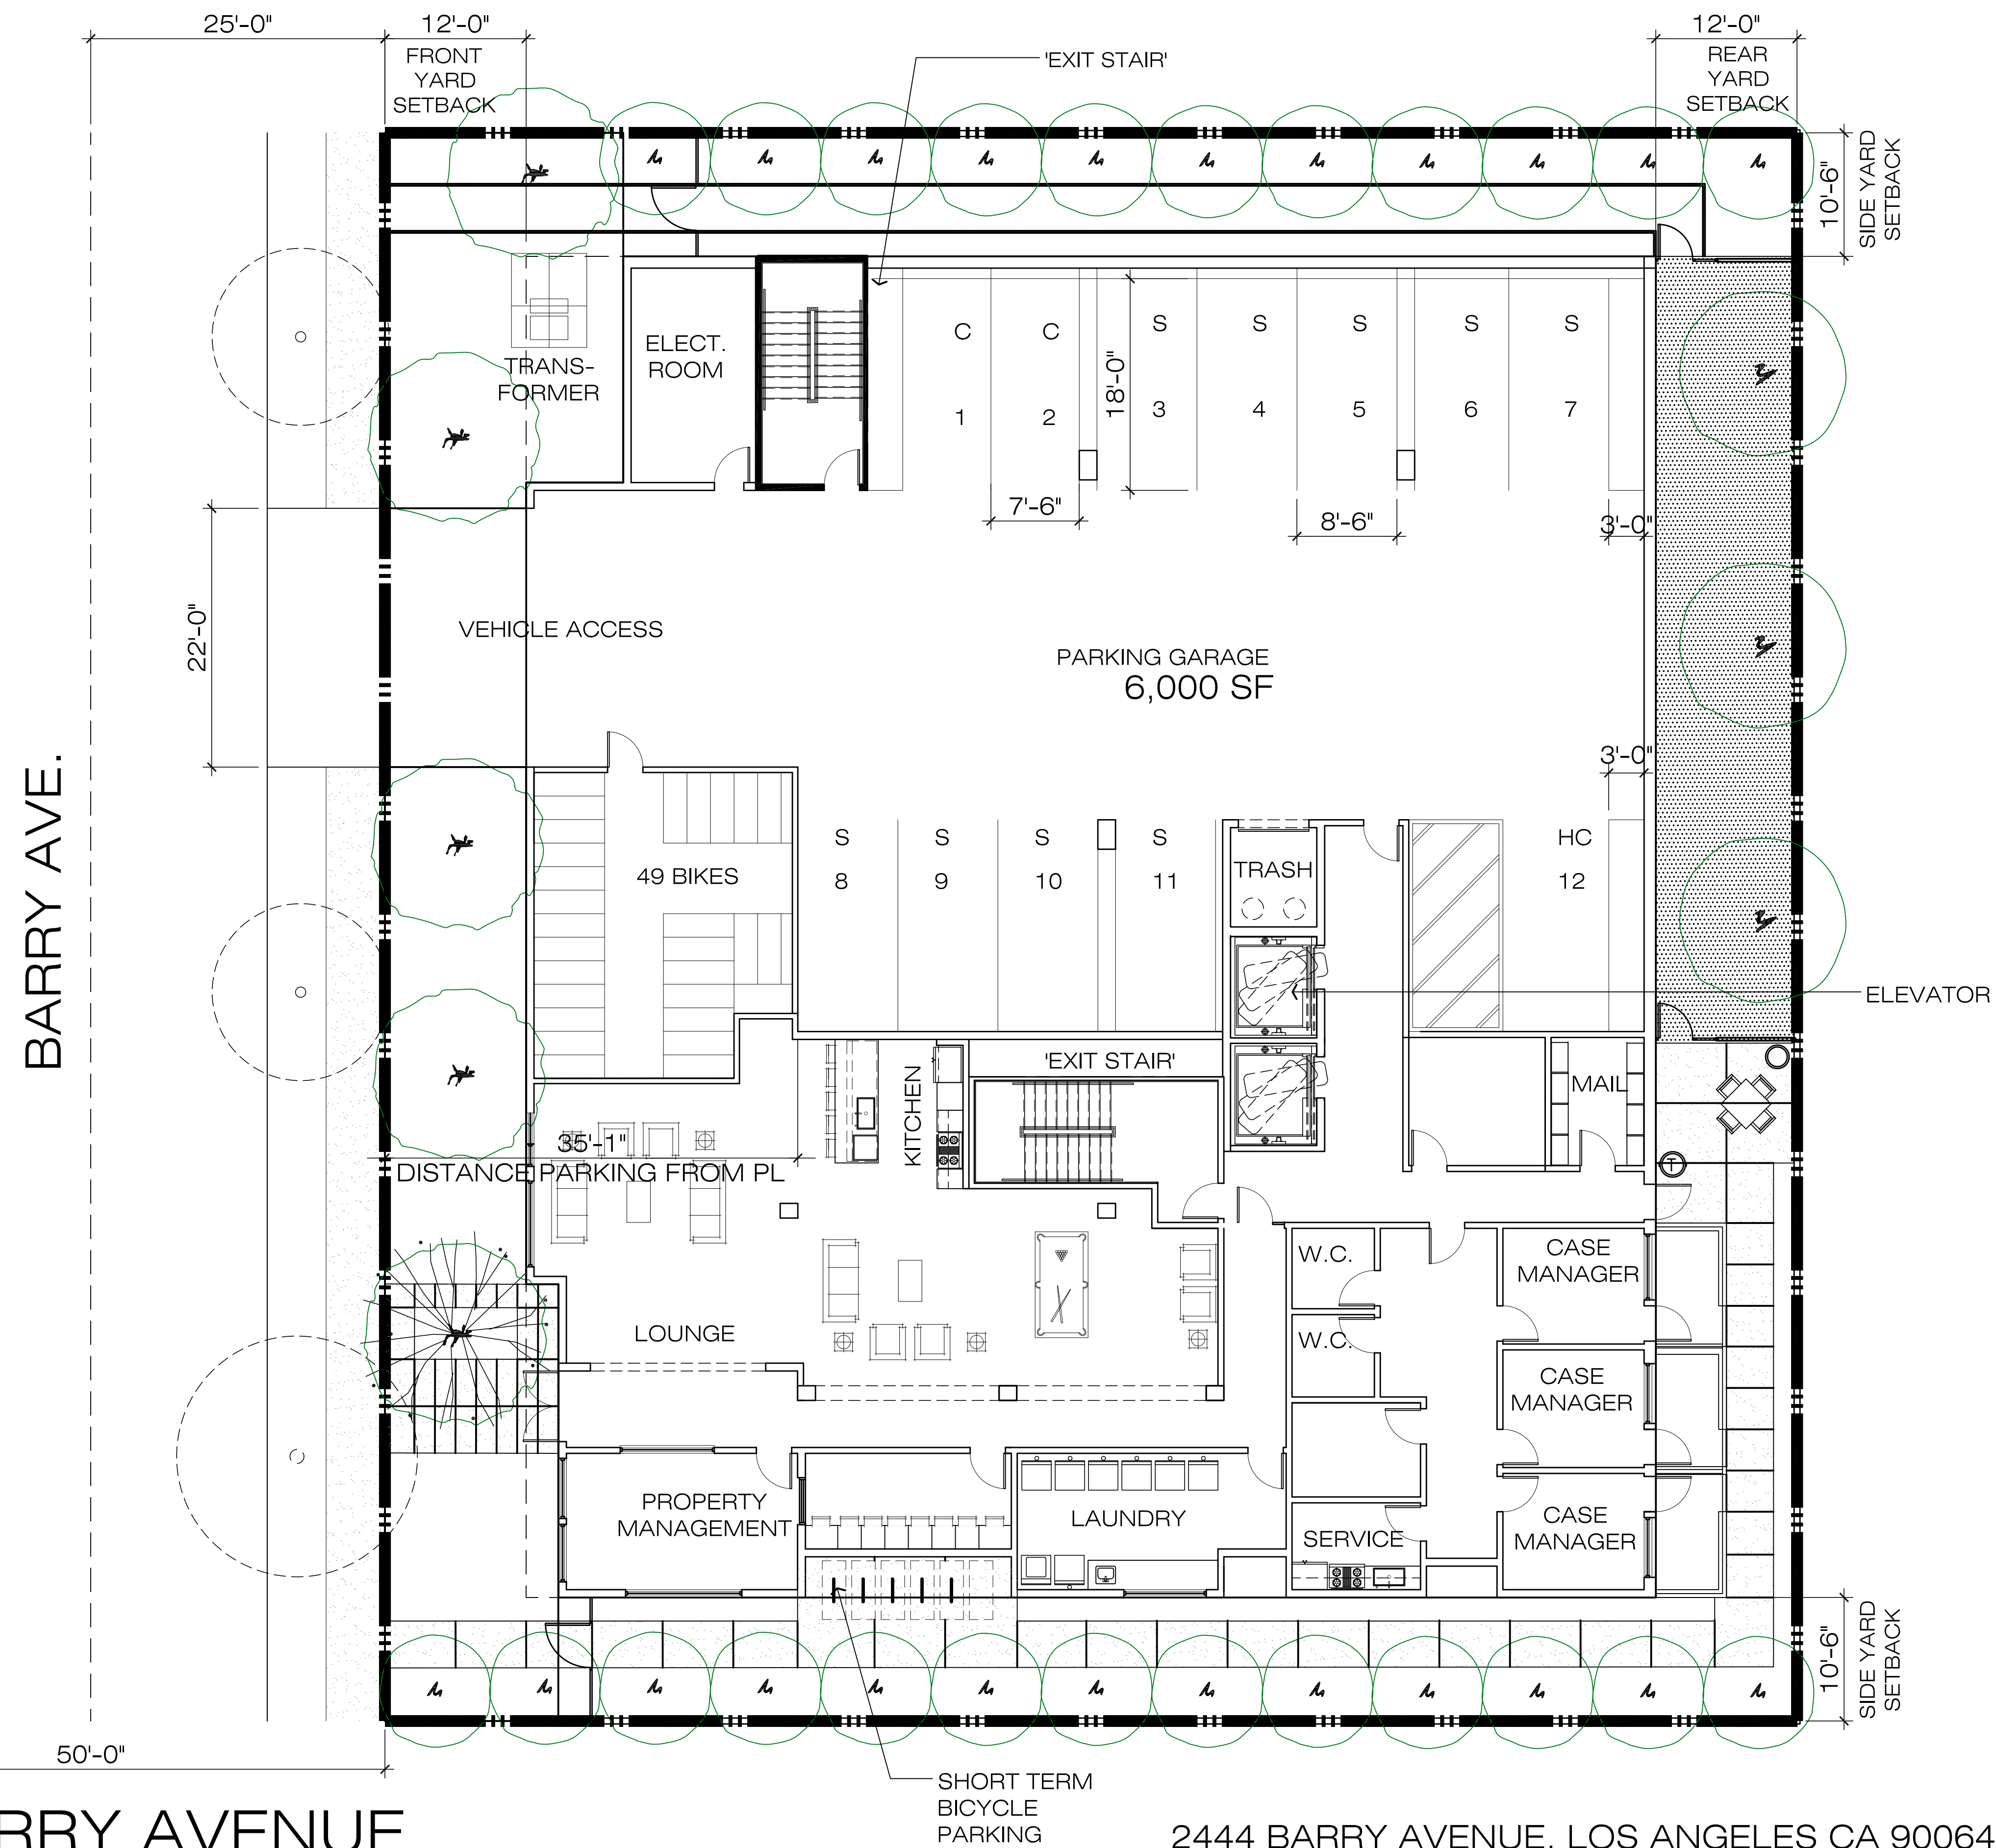 25'-0"
12'-0"
FRONT
YARD
SETBACK
'EXIT STAIR'
12'-0"
REAR
YARD
SETBACK
10'-6"
SIDE YARD
SETBACK
ELECT.
ROOM
TRANS-
FORMER
C
C
S
S
S
S
S
1
2
18'-0"
3
4
5
6
7
7'-6"
8'-6"
3'-0"
22'-0"
VEHICLE ACCESS
PARKING GARAGE
6,000 SF
BARRY AVE.
3'-0"
49 BIKES
S
S
S
S
HC
8
9
10
11
12
TRASH
ELEVATOR
'EXIT STAIR'
KITCHEN
MAIL
35'-1"
DISTANCE PARKING FROM PL
T
W.C.
CASE
MANAGER
LOUNGE
W.C.
CASE
MANAGER
PROPERTY
MANAGEMENT
LAUNDRY
SERVICE
CASE
MANAGER
10'-6"
SIDE YARD
SETBACK
50'-0"
SHORT TERM
BICYCLE
PARKING
RRY AVENUE
2444 BARRY AVENUE, LOS ANGELES CA 90064